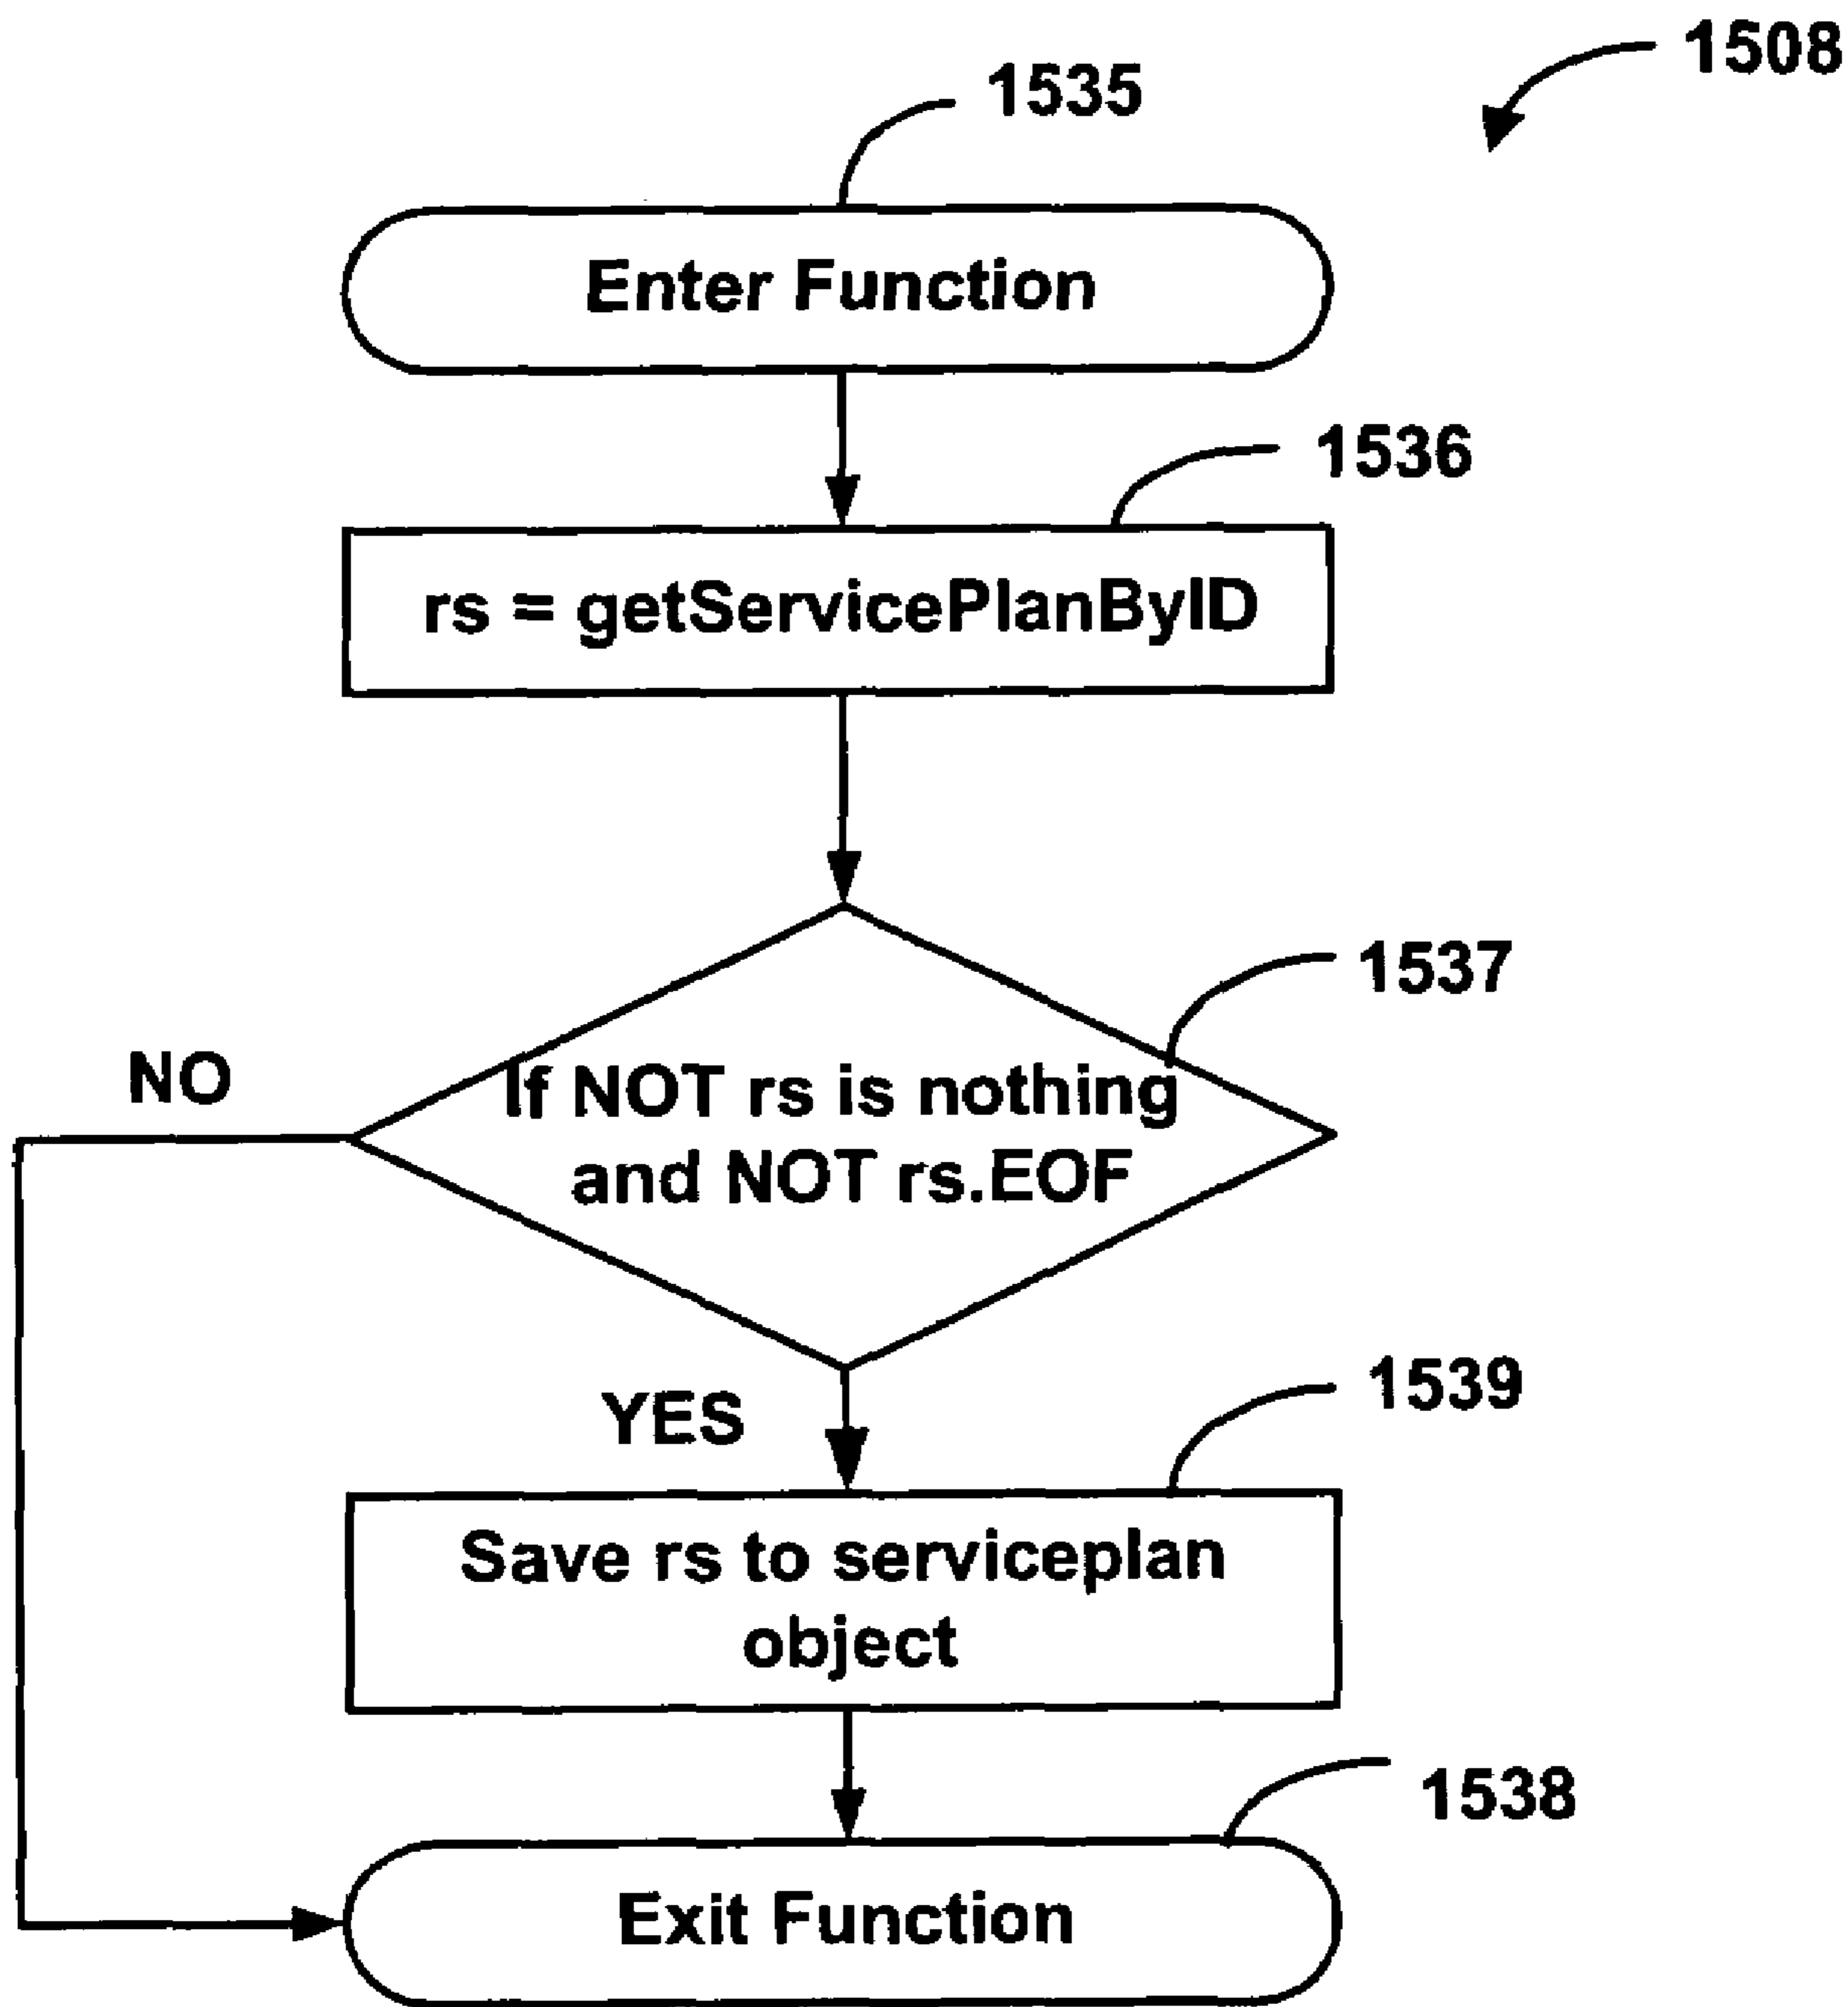 1508
1535
Enter Function
1536
rs = getServicePlanByID
1537
NO
If NOT rs is nothing
and NOT rs.EOF
1539
YES
Save rs to serviceplan
object
1538
Exit Function